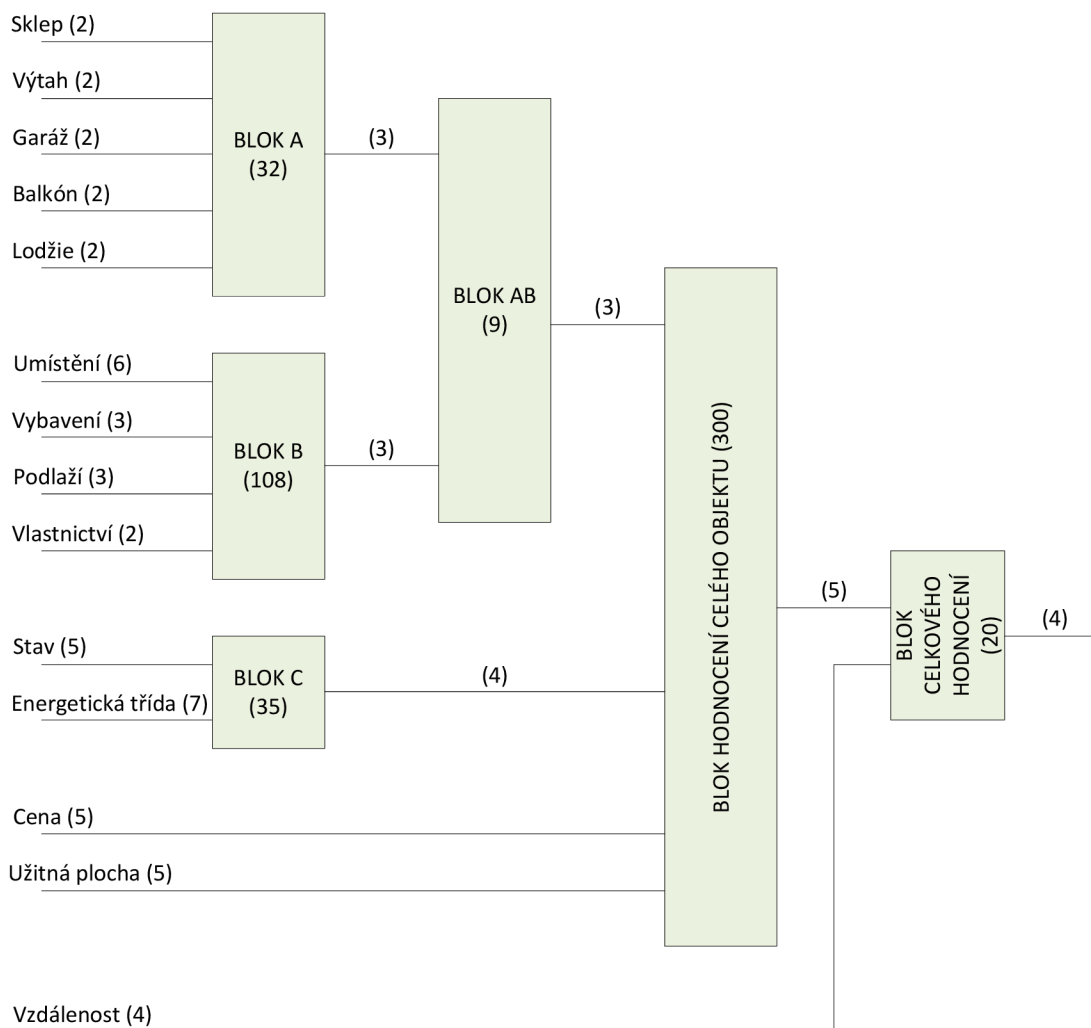 Sklep (2)
Výtah (2)
Garáž (2)
Balkón (2)
Lodžie (2)
BLOK A
(32)
(3)
Umístění (6)
Vybavení (3)
Podlaží (3)
Vlastnictví (2)
BLOK B
(108)
(3)
BLOK AB
(9)
(3)
Stav (5)
Energetická třída (7)
BLOK C
(35)
(4)
Cena (5)
Užitná plocha (5)
BLOK HODNOCENÍ CELÉHO OBJEKTU (300)
(5)
Vzdálenost (4)
BLOK
CELKOVÉHO
HODNOCENÍ
(20)
(4)